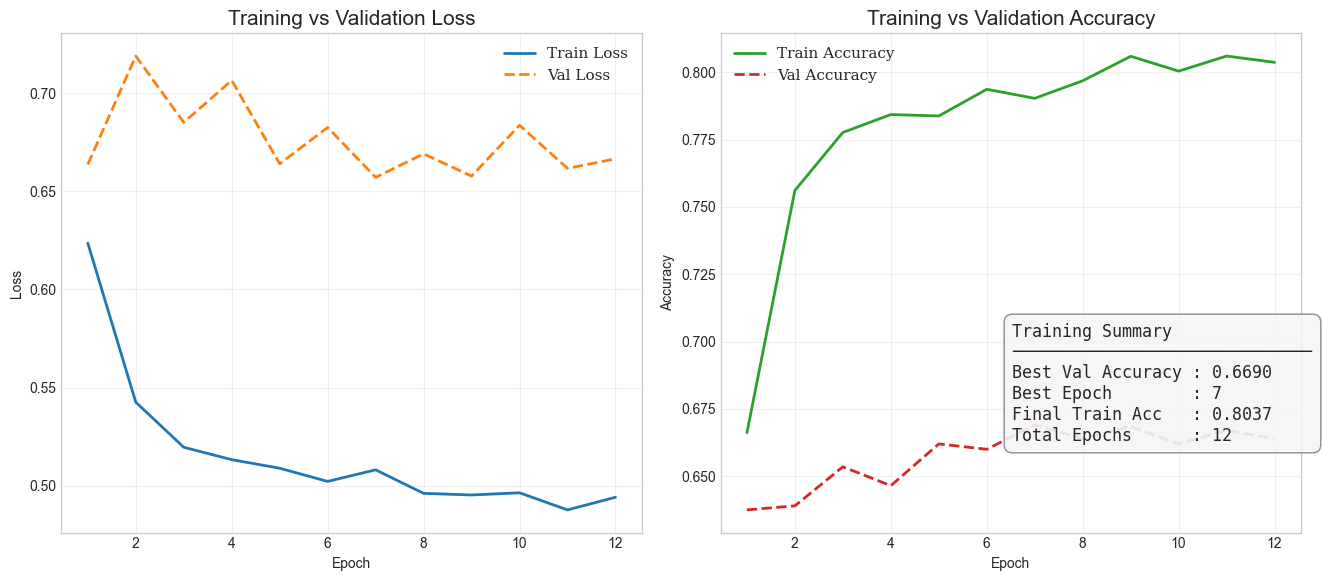 Training vs Validation Loss
Train Loss
Val Loss
0.70
0.65
0.60
0.55
0.50
Loss
2 4 6 8 10 12
Epoch
Training vs Validation Accuracy
Train Accuracy
Val Accuracy
0.800
0.775
0.750
0.725
0.700
0.675
0.650
Accuracy
2 4 6 8 10 12
Epoch
Training Summary
Best Val Accuracy : 0.6690
Best Epoch : 7
Final Train Acc : 0.8037
Total Epochs : 12